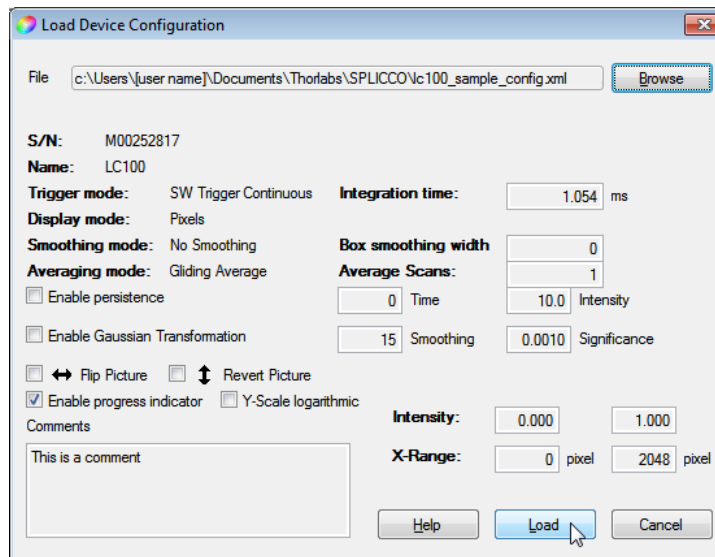 Load Device Configuration
File c:\Users\[user name]\Documents\Thorlabs\SPLICCO\lc100_sample_config.xml Browse
S/N: M00252817
Name: LC100
Trigger mode: SW Trigger Continuous Integration time: 1.054 ms
Display mode: Pixels
Smoothing mode: No Smoothing Box smoothing width 0
Averaging mode: Gliding Average Average Scans: 1
Enable persistence 0 Time 10.0 Intensity
Enable Gaussian Transformation 15 Smoothing 0.0010 Significance
Flip Picture Revert Picture
Enable progress indicator Y-Scale logarithmic
Intensity: 0.000 1.000
Comments
This is a comment
X-Range: 0 pixel 2048 pixel
Help Load Cancel